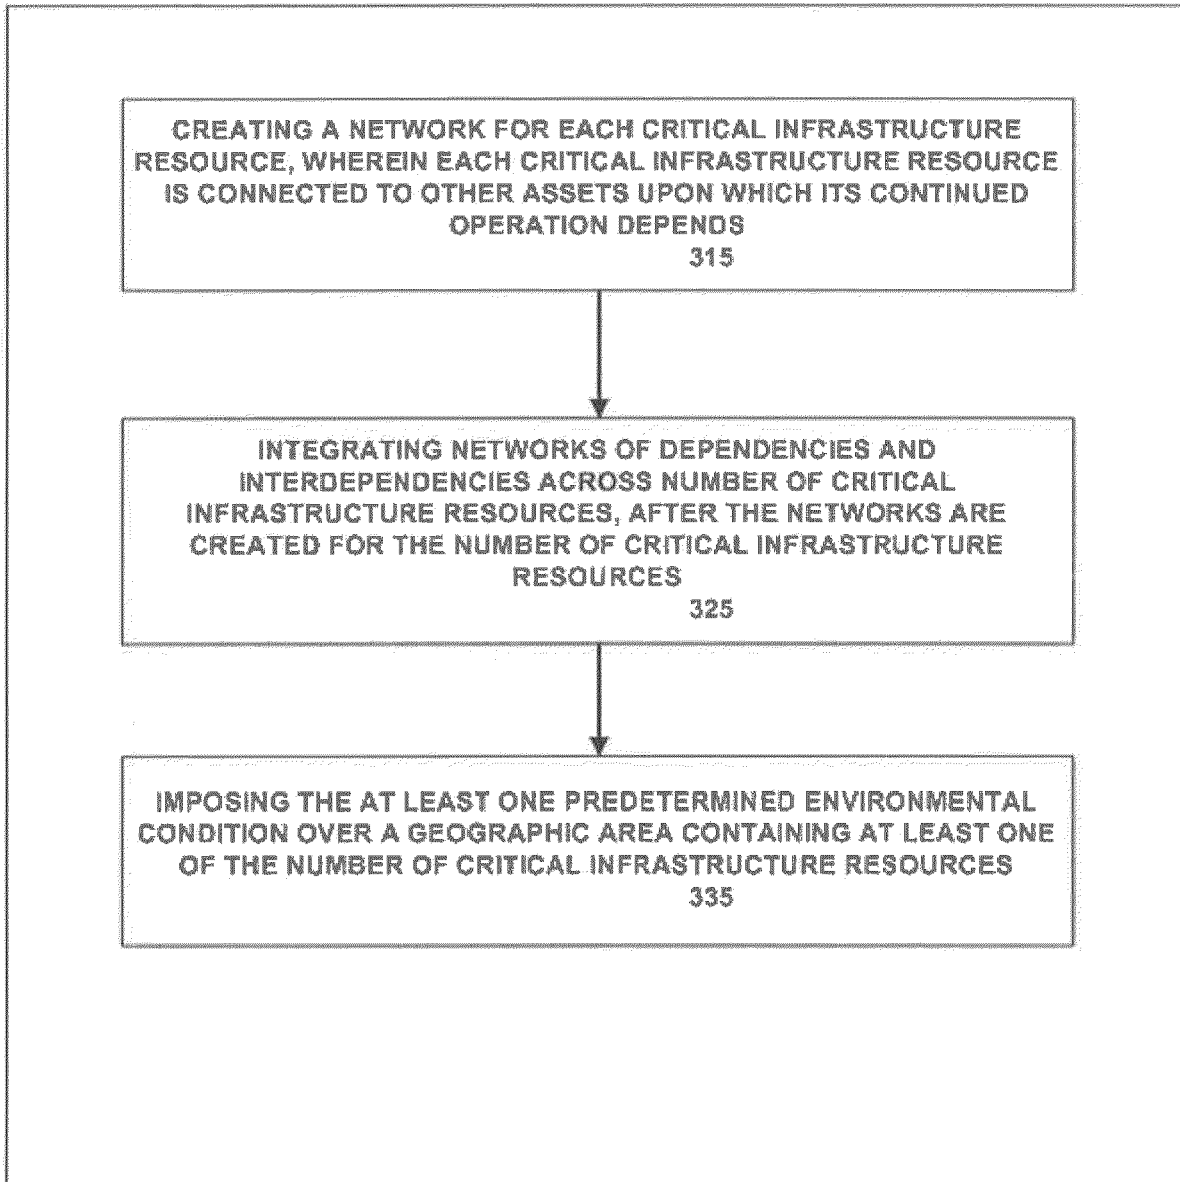 CREATING A NETWORK FOR EACH CRITICAL INFRASTRUCTURE
RESOURCE, WHEREIN EACH CRITICAL INFRASTRUCTURE RESOURCE
IS CONNECTED TO OTHER ASSETS UPON WHICH ITS CONTINUED
OPERATION DEPENDS
315
INTEGRATING NETWORKS OF DEPENDENCIES AND
INTERDEPENDENCIES ACROSS NUMBER OF CRITICAL
INFRASTRUCTURE RESOURCES, AFTER THE NETWORKS ARE
CREATED FOR THE NUMBER OF CRITICAL INFRASTRUCTURE
RESOURCES
325
IMPOSING THE AT LEAST ONE PREDETERMINED ENVIRONMENTAL
CONDITION OVER A GEOGRAPHIC AREA CONTAINING AT LEAST ONE
OF THE NUMBER OF CRITICAL INFRASTRUCTURE RESOURCES
335